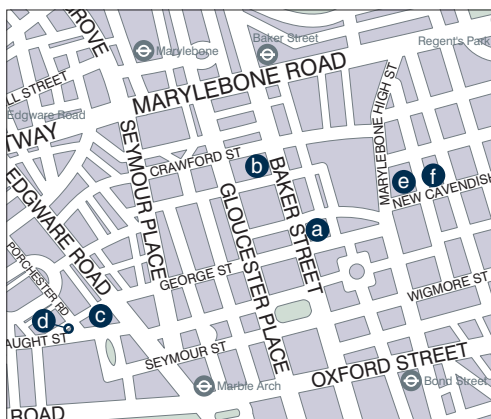 GROVE
Marylebone
Baker Street
Regent's Park
MARYLEBONE ROAD
LL STREET
Edgware Road
TWAY
MARYLEBONE HIGH ST
SEYMOUR PLACE
CRAWFORD ST
b
BAKER STREET
e
f
NEW CAVENDISH
EDGWARE ROAD
GLOUCESTER PLACE
a
PORCHESTER RD
GEORGE ST
WIGMORE ST
d
c
AUGHT ST
SEYMOUR ST
OXFORD STREET
Marble Arch
Bond Street
ROAD